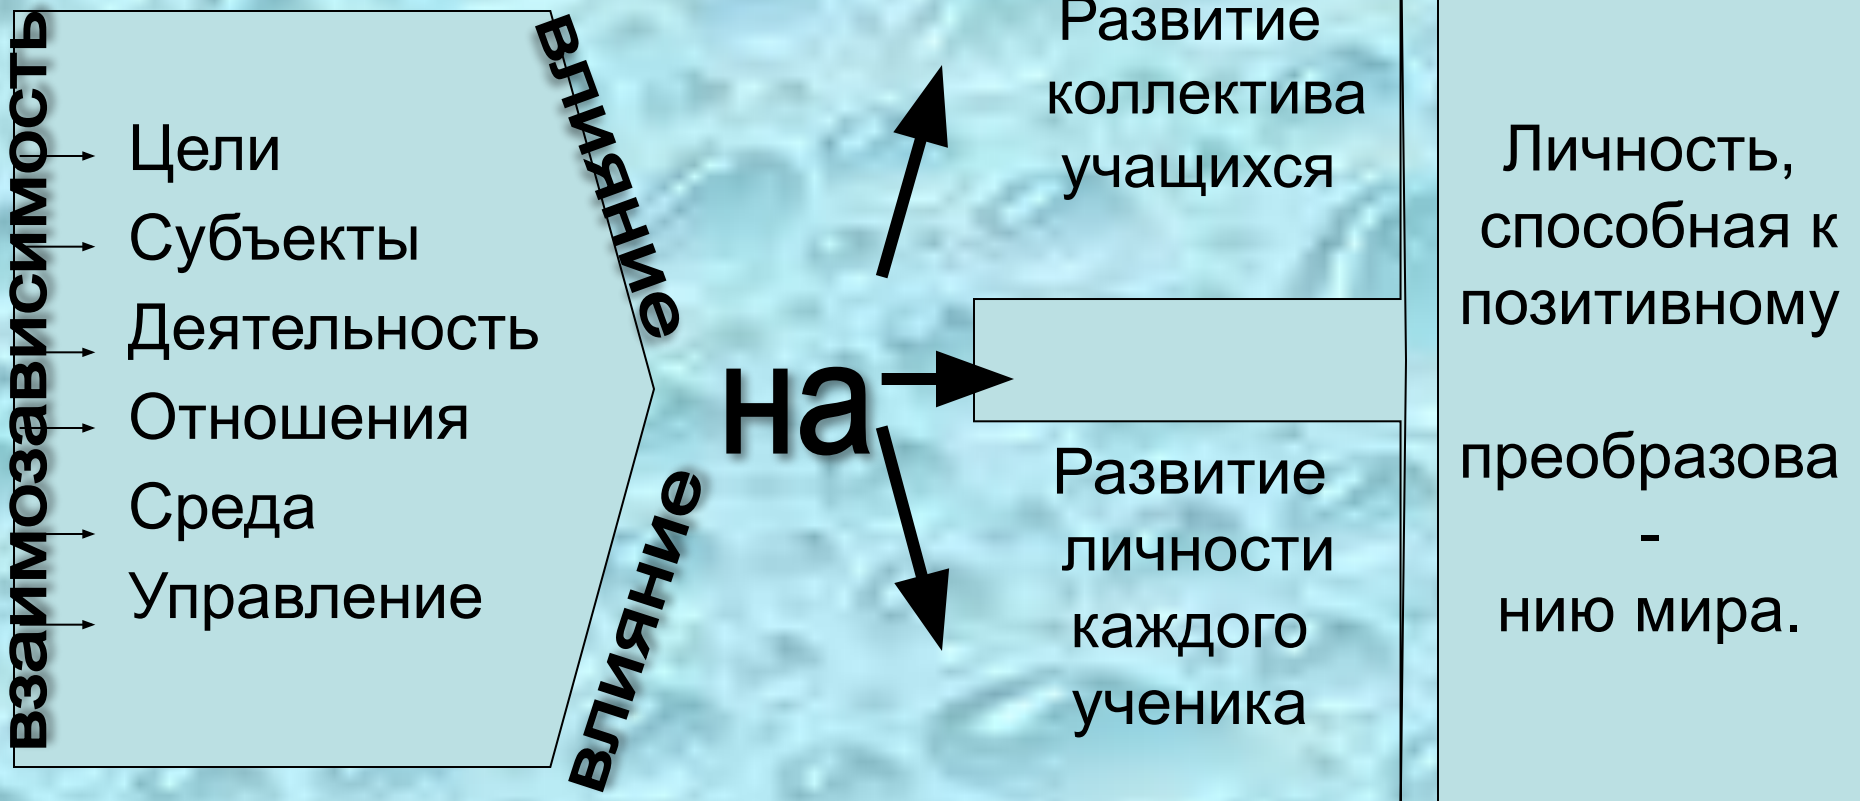 взаимозависимость
Цели
Субъекты
Деятельность
Отношения
Среда
Управление
влияние
влияние
на
Развитие
коллектива
учащихся
Развитие
личности
каждого
ученика
Личность,
способная к
позитивному
преобразова
-
нию мира.